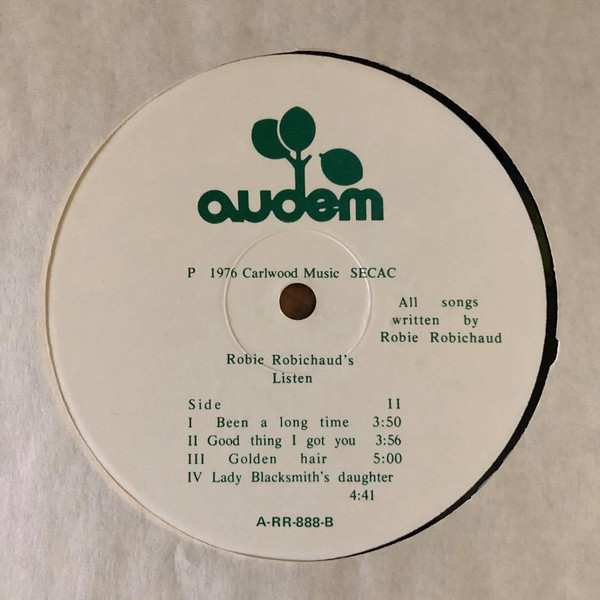 audem
P 1976 Carlwood Music SECAC
All songs
written by
Robie Robichaud
Robie Robichaud's
Listen
Side II
I Been a long time 3:50
II Good thing I got you 3:56
III Golden hair 5:00
IV Lady Blacksmith's daughter
4:41
A-RR-888-B